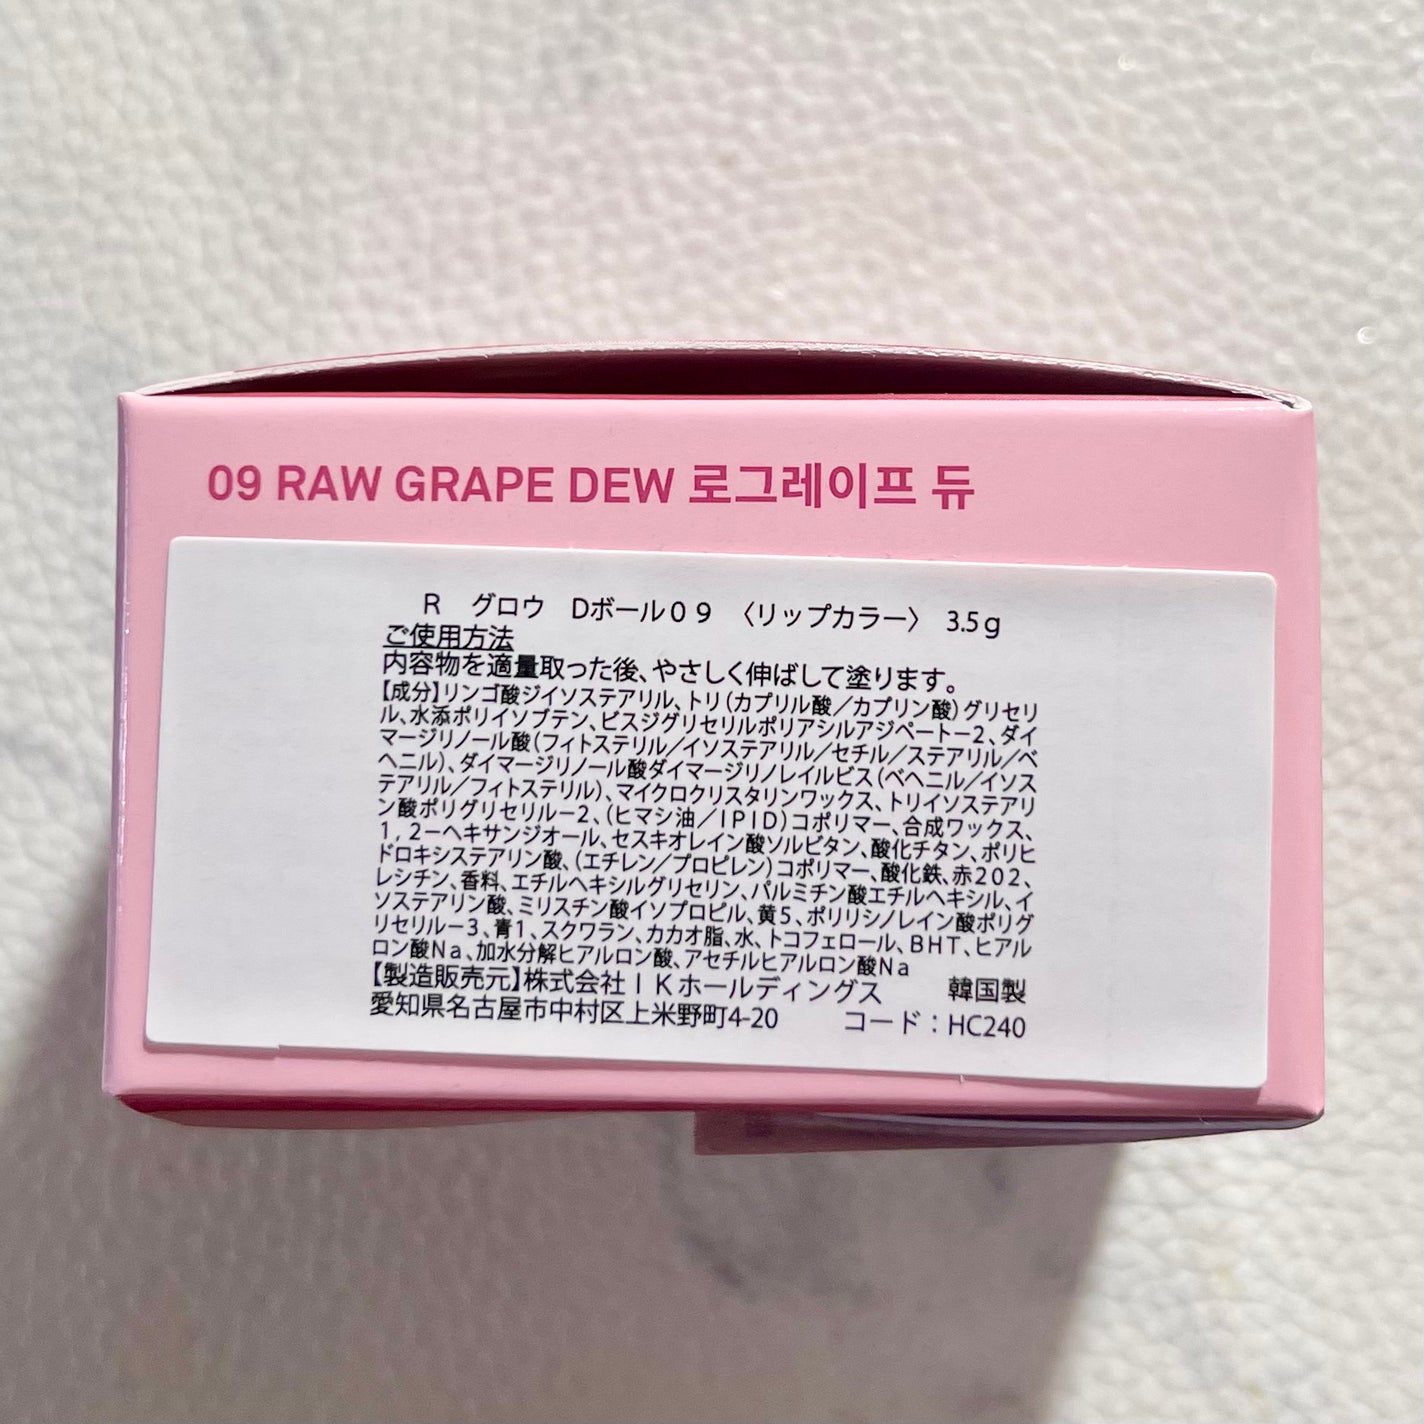 09 RAW GRAPE DEW 로그레이프 듀
R グロウ Dボール09 〈リップカラー〉 3.5g
ご使用方法
内容物を適量取った後、やさしく伸ばして塗ります。
【成分】リンゴ酸ジイソステアリル、トリ(カプリル酸/カプリン酸)グリセリ
ル、水添ポリイソブテン、ビスジグリセリルポリアシルアジペートー2、ダイ
マージリノール酸(フィトステリル/イソステアリル/セチル/ステアリル/ベ
ヘニル)、ダイマージリノール酸ダイマージリノレイルビス(ベヘニル/イソス
テアリル/フィトステリル)、マイクロクリスタリンワックス、トリイソステアリ
ン酸ポリグリセリルー2、(ヒマシ油/IPID)コポリマー、合成ワックス、
1,2ーヘキサンジオール、セスキオレイン酸ソルビタン、酸化チタン、ポリヒ
ドロキシステアリン酸、(エチレン/プロピレン)コポリマー、酸化鉄、赤202、
レシチン、香料、エチルヘキシルグリセリン、パルミチン酸エチルヘキシル、イ
ソステアリン酸、ミリスチン酸イソプロピル、黄5、ポリリシノレイン酸ポリグ
リセリルー3、青1、スクワラン、カカオ脂、水、トコフェロール、BHT、ヒアル
ロン酸Na、加水分解ヒアルロン酸、アセチルヒアルロン酸Na
【製造販売元】株式会社IKホールディングス 韓国製
愛知県名古屋市中村区上米野町4-20 コード:HC240